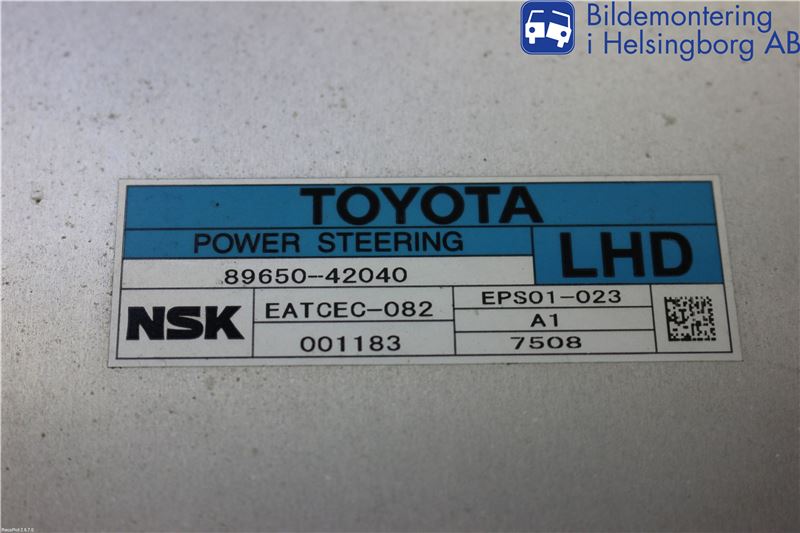 Bildemontering
i Helsingborg AB
TOYOTA
POWER STEERING
LHD
89650-42040
NSK
EATCEC-082
EPS01-023
A1
001183
7508